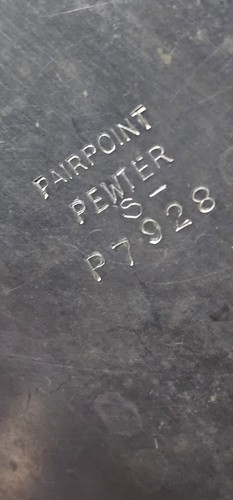 PAIRPOINT
PEWTER
S-
P7928